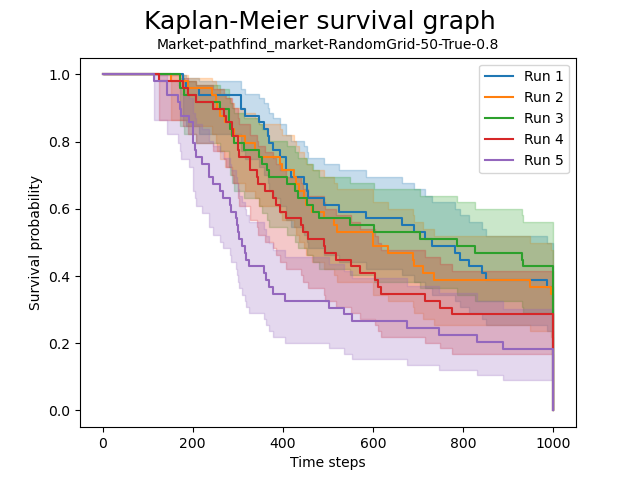 Kaplan-Meier survival graph
Market-pathfind_market-RandomGrid-50-True-0.8
Survival probability
1.0
0.8
0.6
0.4
0.2
0.0
Run 1
Run 2
Run 3
Run 4
Run 5
0 200 400 600 800 1000
Time steps